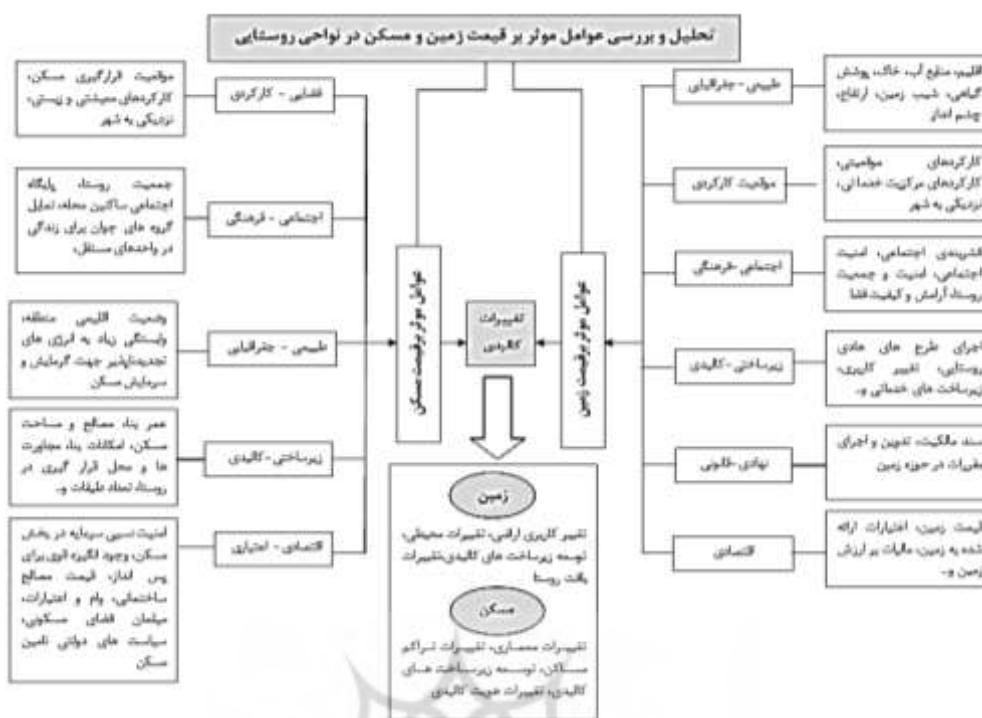 تحلیل و بررسی عوامل موثر بر قیمت زمین و مسکن در نواحی روستایی
اقلیم، منابع آب، خاک، پوشش
گیاهی، شیب زمین، ارتفاع،
چشم انداز
طبیعی - جغرافیایی
کارکردهای موقعیتی،
کارکردهای مرکزیت خدماتی،
نزدیکی به شهر
موقعیت کارکردی
قشربندی اجتماعی، امنیت
اجتماعی، امنیت و جمعیت
روستا، آرامش و کیفیت فضا
اجتماعی -فرهنگی
اجرای طرح های هادی
روستایی، تغییر کاربری،
زیرساخت های خدماتی و..
زیرساختی-کالبدی
سند مالکیت، تدوین و اجرای
مقررات در حوزه زمین
نهادی-قانونی
قیمت زمین، اعتبارات ارائه
شده به زمین، مالیات بر ارزش
زمین و..
اقتصادی
عوامل موثر بر قیمت زمین
تغییرات
کالبدی
عوامل موثر بر قیمت مسکن
زمین
تغییر کاربری اراضی، تغییرات محیطی،
توسعه زیرساخت های کالبدی،تغییرات
بافت روستا
مسکن
تغییرات معماری، تغییرات تراکم
مساکن، توسعه زیرساخت های
کالبدی، تغییرات هویت کالبدی
فضایی - کارکردی
موقعیت قرارگیری مسکن،
کارکردهای معیشتی و زیستی،
نزدیکی به شهر
اجتماعی - فرهنگی
جمعیت روستا، پایگاه
اجتماعی ساکنین محله، تمایل
گروه های جوان برای زندگی
در واحدهای مستقل،
طبیعی - جغرافیایی
وضعیت اقلیمی منطقه،
وابستگی زیاد به انرژی های
تجدیدناپذیر جهت گرمایش و
سرمایش مسکن
زیرساختی - کالبدی
عمر بنا، مصالح و مساحت
مسکن، امکانات بنا، مجاورت
ها و محل قرار گیری در
روستا، تعداد طبقات و..
اقتصادی - اعتباری
امنیت نسبی سرمایه در بخش
مسکن، وجود انگیزه قوی برای
پس انداز، قیمت مصالح
ساختمانی، وام و اعتبارات،
مبلمان فضای مسکونی،
سیاست های دولتی تامین
مسکن